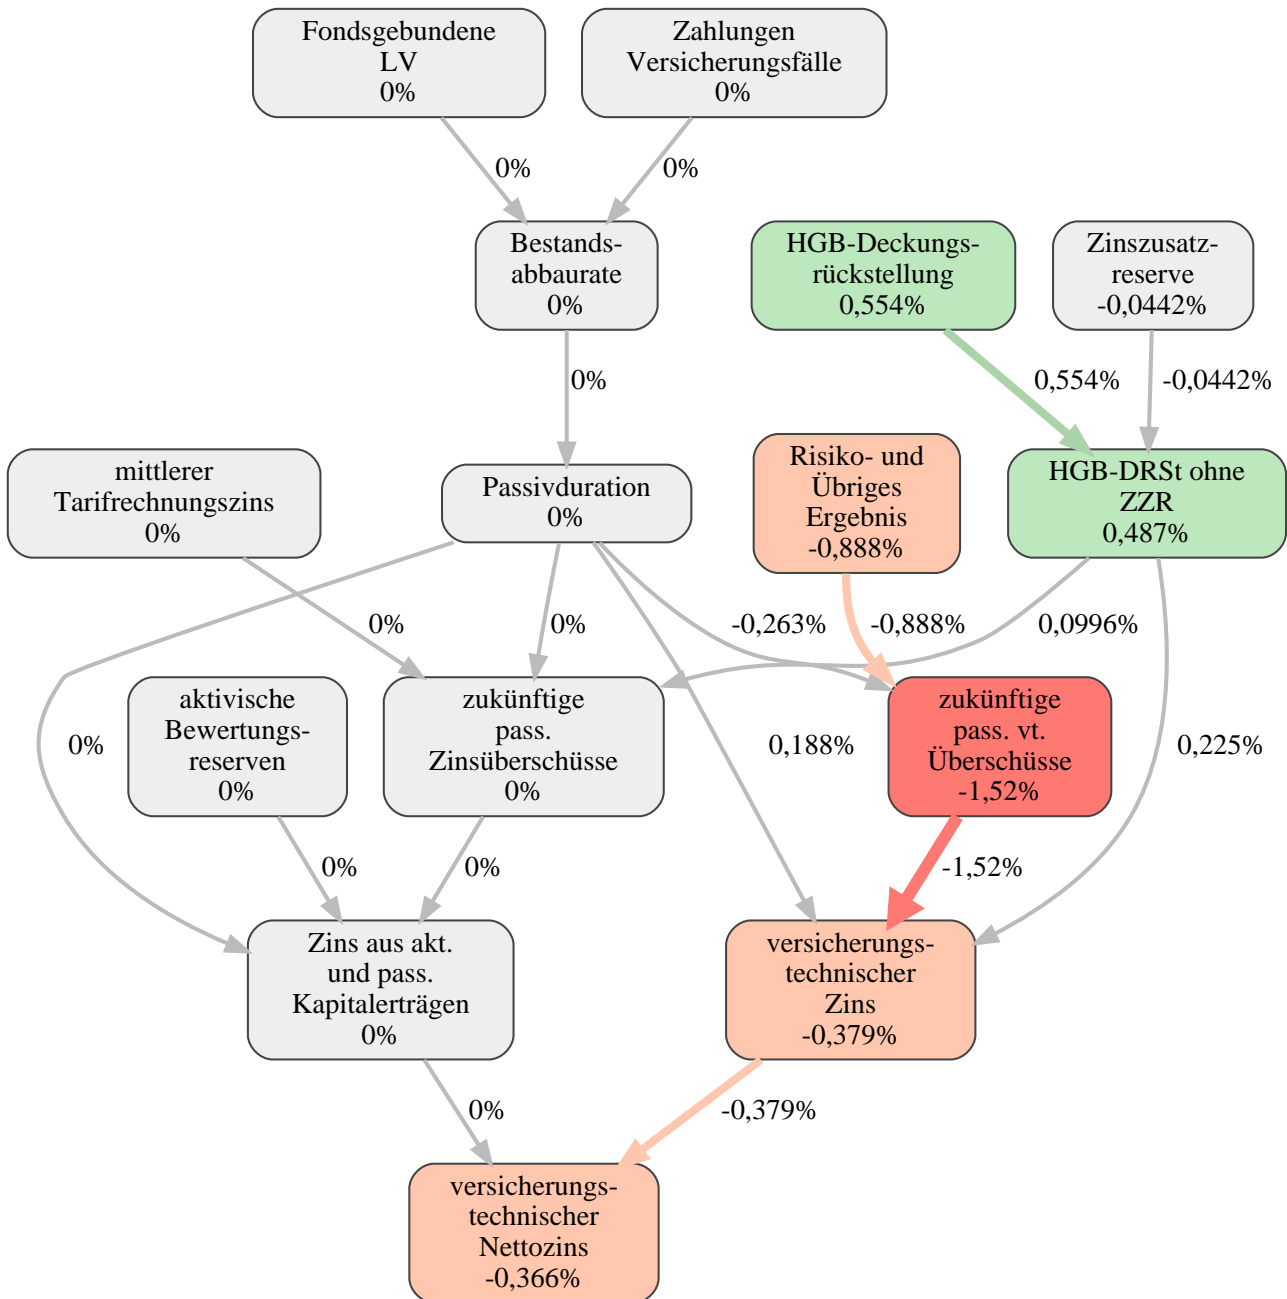 Fondsgebundene
LV
0%
Zahlungen
Versicherungsfälle
0%
0%
0%
Bestands-
abbaurate
0%
HGB-Deckungs-
rückstellung
0,554%
Zinszusatz-
reserve
-0,0442%
0%
0,554%
-0,0442%
mittlerer
Tarifrechnungszins
0%
Passivduration
0%
Risiko- und
Übriges
Ergebnis
-0,888%
HGB-DRSt ohne
ZZR
0,487%
0%
0%
-0,263%
-0,888%
0,0996%
0%
aktivische
Bewertungs-
reserven
0%
zukünftige
pass.
Zinsüberschüsse
0%
0,188%
zukünftige
pass. vt.
Überschüsse
-1,52%
0,225%
0%
0%
-1,52%
Zins aus akt.
und pass.
Kapitalerträgen
0%
versicherungs-
technischer
Zins
-0,379%
0%
-0,379%
versicherungs-
technischer
Nettozins
-0,366%